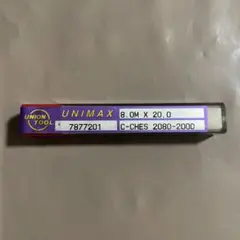 UNION TOOL
UNIMAX
8.0M X 20.0
7877201
C-CHES 2080-2000